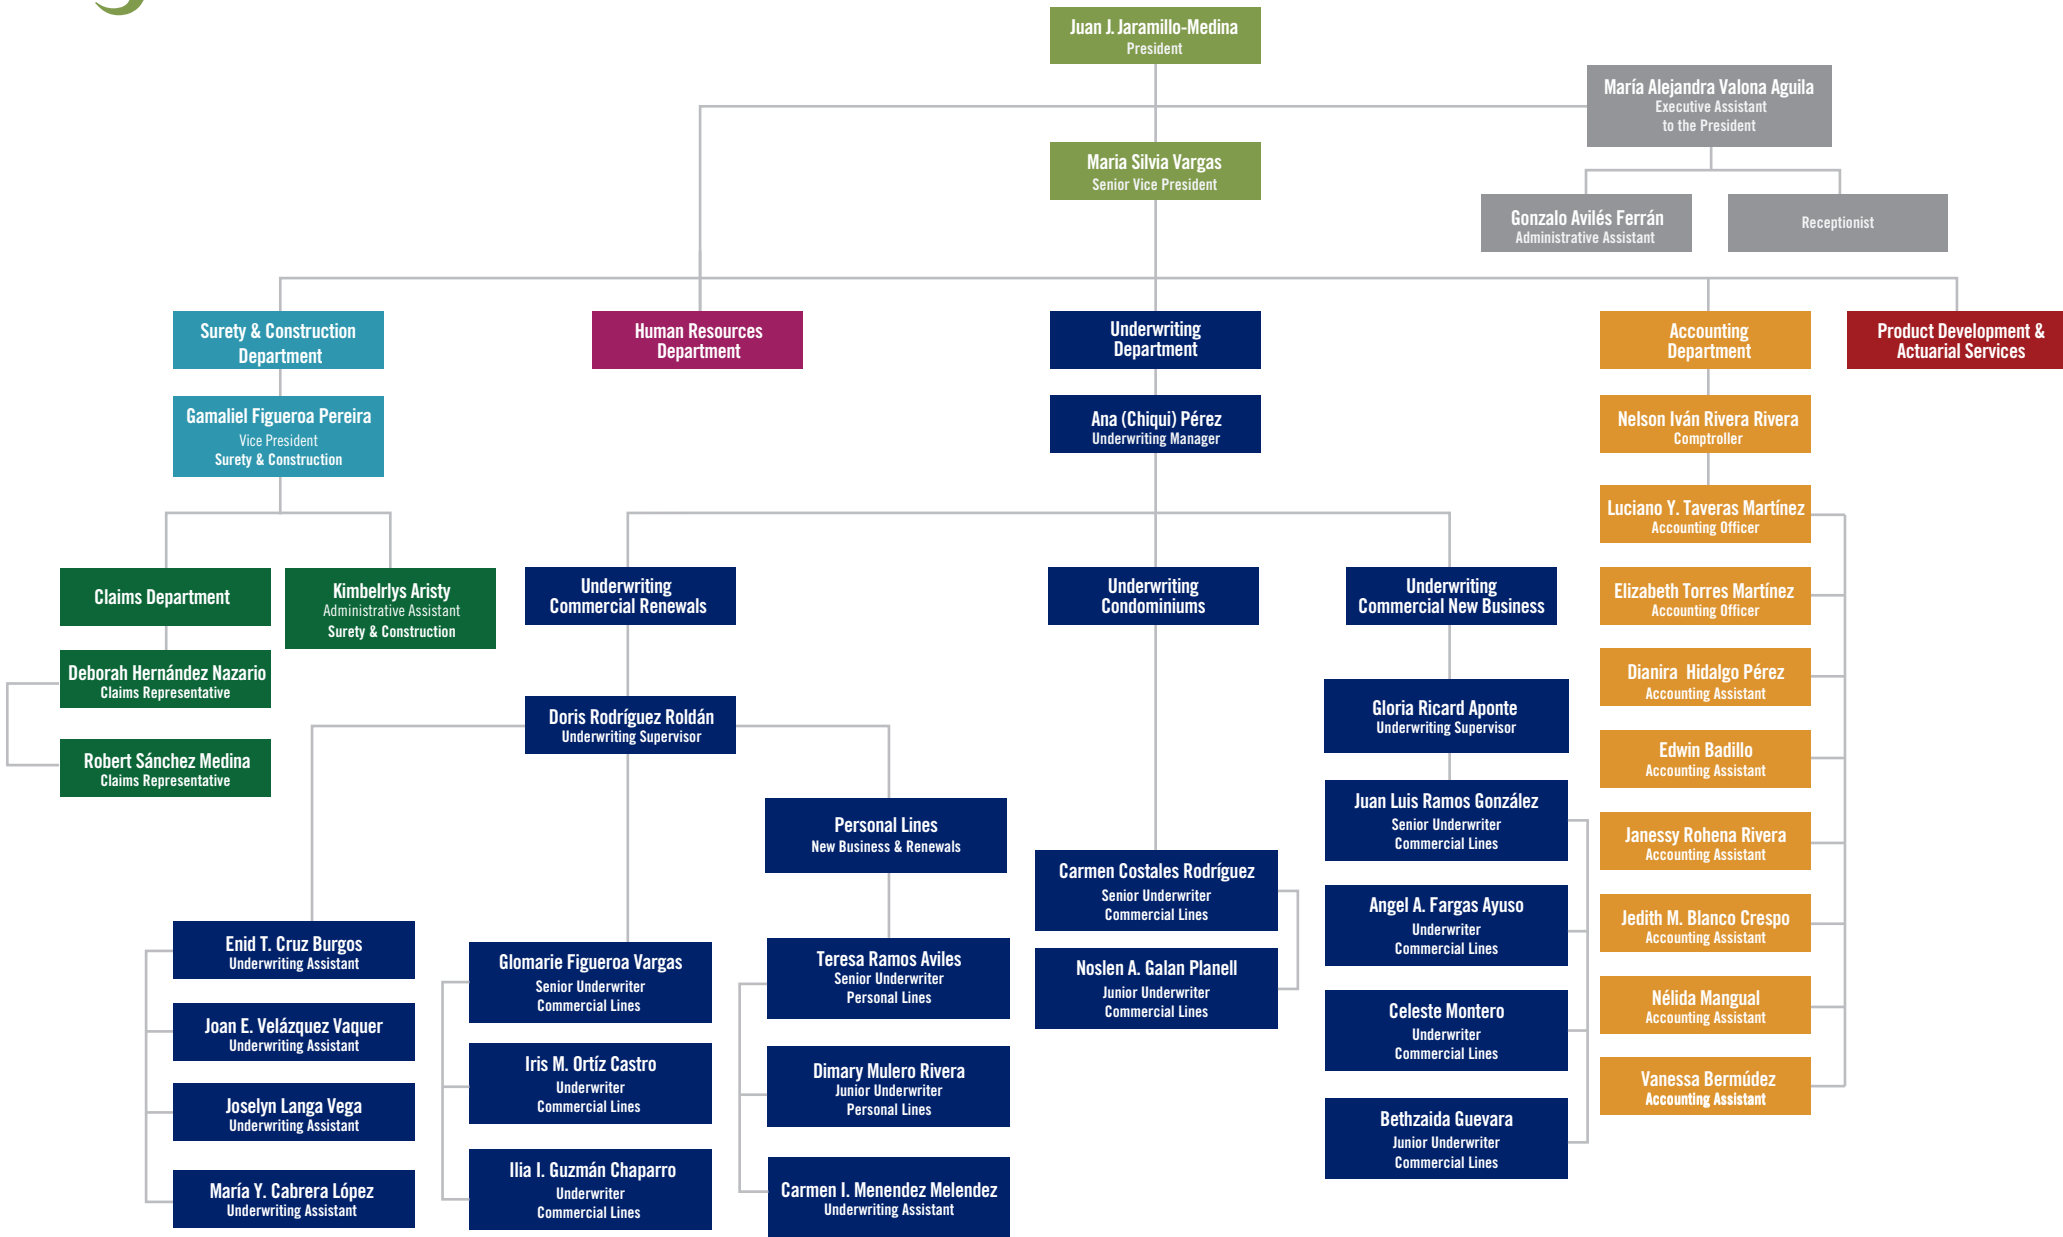 Juan J. Jaramillo-Medina
President
María Alejandra Valona Aguila
Executive Assistant
to the President
Maria Silvia Vargas
Senior Vice President
Gonzalo Avilés Ferrán
Administrative Assistant
Receptionist
Surety & Construction
Department
Human Resources
Department
Underwriting
Department
Accounting
Department
Product Development &
Actuarial Services
Gamaliel Figueroa Pereira
Vice President
Surety & Construction
Ana (Chiqui) Pérez
Underwriting Manager
Nelson Iván Rivera Rivera
Comptroller
Claims Department
Kimbelrlys Aristy
Administrative Assistant
Surety & Construction
Deborah Hernández Nazario
Claims Representative
Robert Sánchez Medina
Claims Representative
Underwriting
Commercial Renewals
Underwriting
Condominiums
Underwriting
Commercial New Business
Doris Rodríguez Roldán
Underwriting Supervisor
Personal Lines
New Business & Renewals
Enid T. Cruz Burgos
Underwriting Assistant
Joan E. Velázquez Vaquer
Underwriting Assistant
Joselyn Langa Vega
Underwriting Assistant
María Y. Cabrera López
Underwriting Assistant
Glomarie Figueroa Vargas
Senior Underwriter
Commercial Lines
Iris M. Ortíz Castro
Underwriter
Commercial Lines
Ilia I. Guzmán Chaparro
Underwriter
Commercial Lines
Teresa Ramos Aviles
Senior Underwriter
Personal Lines
Dimary Mulero Rivera
Junior Underwriter
Personal Lines
Carmen I. Menendez Melendez
Underwriting Assistant
Carmen Costales Rodríguez
Senior Underwriter
Commercial Lines
Noslen A. Galan Planell
Junior Underwriter
Commercial Lines
Gloria Ricard Aponte
Underwriting Supervisor
Juan Luis Ramos González
Senior Underwriter
Commercial Lines
Angel A. Fargas Ayuso
Underwriter
Commercial Lines
Celeste Montero
Underwriter
Commercial Lines
Bethzaida Guevara
Junior Underwriter
Commercial Lines
Luciano Y. Taveras Martínez
Accounting Officer
Elizabeth Torres Martínez
Accounting Officer
Dianira Hidalgo Pérez
Accounting Assistant
Edwin Badillo
Accounting Assistant
Janessy Rohena Rivera
Accounting Assistant
Jedith M. Blanco Crespo
Accounting Assistant
Nélida Mangual
Accounting Assistant
Vanessa Bermúdez
Accounting Assistant